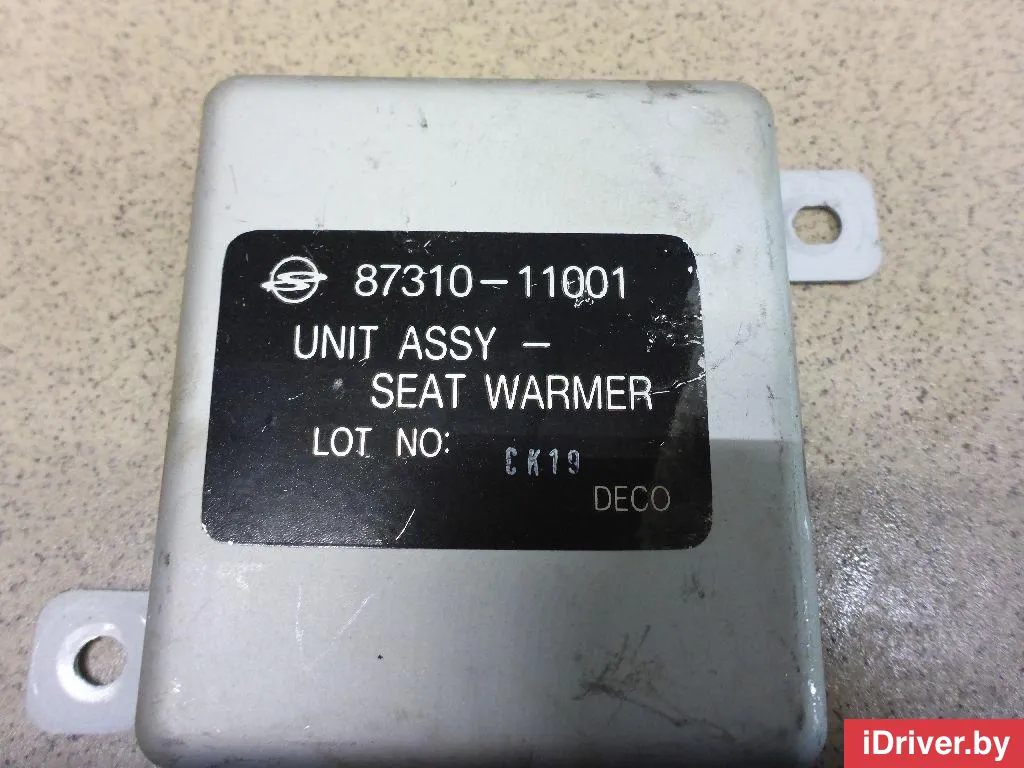 87310-11001
UNIT ASSY -
SEAT WARMER
LOT NO: CK19
DECO
iDriver.by